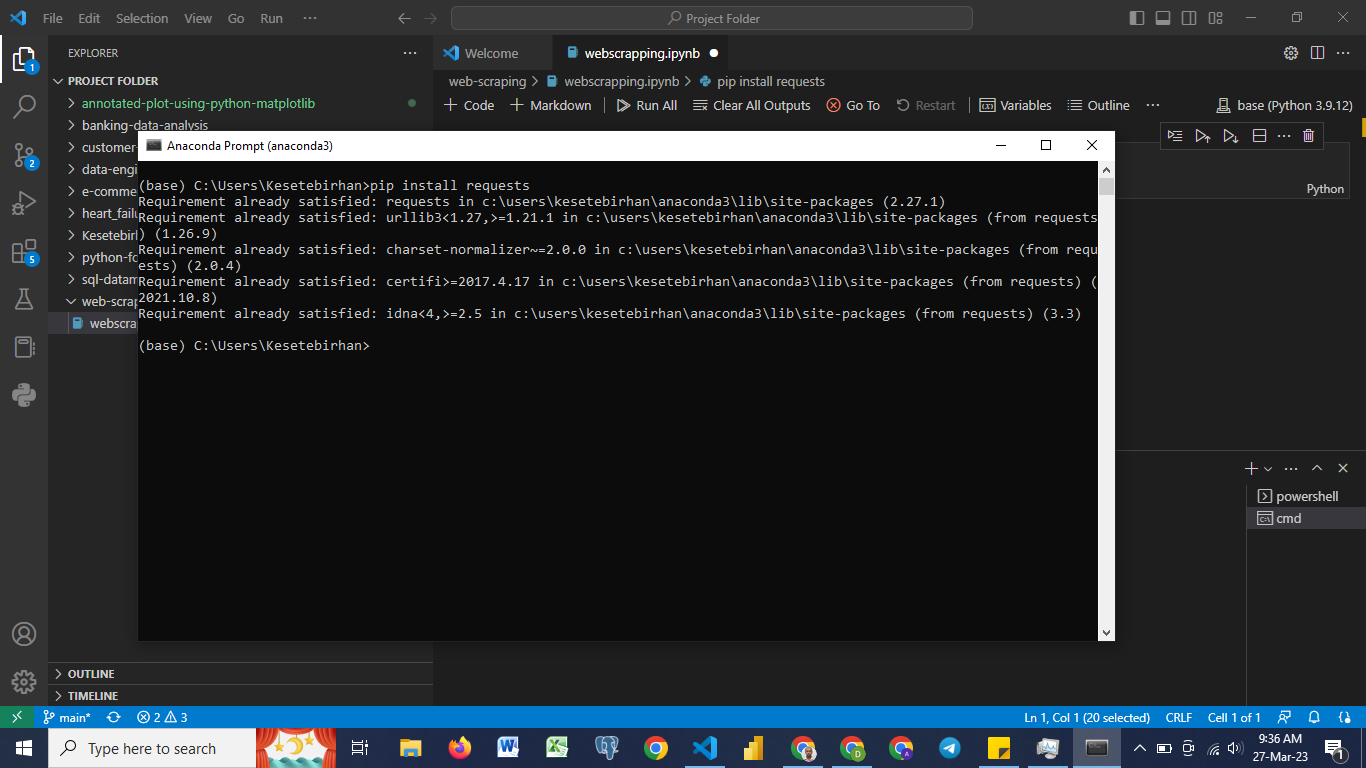 File Edit Selection View Go Run ··· Project Folder
EXPLORER ···
PROJECT FOLDER
annotated-plot-using-python-matplotlib
banking-data-analysis
customer-
data-engi
e-comme
heart_failu
Kesetebirh
python-fo
sql-datam
web-scrap
webscra
OUTLINE
TIMELINE
1
2
5
Welcome webscrapping.ipynb
web-scraping > webscrapping.ipynb > pip install requests
+ Code + Markdown Run All Clear All Outputs Go To Restart Variables Outline ··· base (Python 3.9.12)
Python
Anaconda Prompt (anaconda3)
(base) C:\Users\Kesetebirhan>pip install requests
Requirement already satisfied: requests in c:\users\kesetebirhan\anaconda3\lib\site-packages (2.27.1)
Requirement already satisfied: urllib3<1.27,>=1.21.1 in c:\users\kesetebirhan\anaconda3\lib\site-packages (from requests
) (1.26.9)
Requirement already satisfied: charset-normalizer~=2.0.0 in c:\users\kesetebirhan\anaconda3\lib\site-packages (from requ
ests) (2.0.4)
Requirement already satisfied: certifi>=2017.4.17 in c:\users\kesetebirhan\anaconda3\lib\site-packages (from requests) (
2021.10.8)
Requirement already satisfied: idna<4,>=2.5 in c:\users\kesetebirhan\anaconda3\lib\site-packages (from requests) (3.3)
(base) C:\Users\Kesetebirhan>
powershell
cmd
main* 2 3 Ln 1, Col 1 (20 selected) CRLF Cell 1 of 1
Type here to search
9:36 AM
27-Mar-23
1